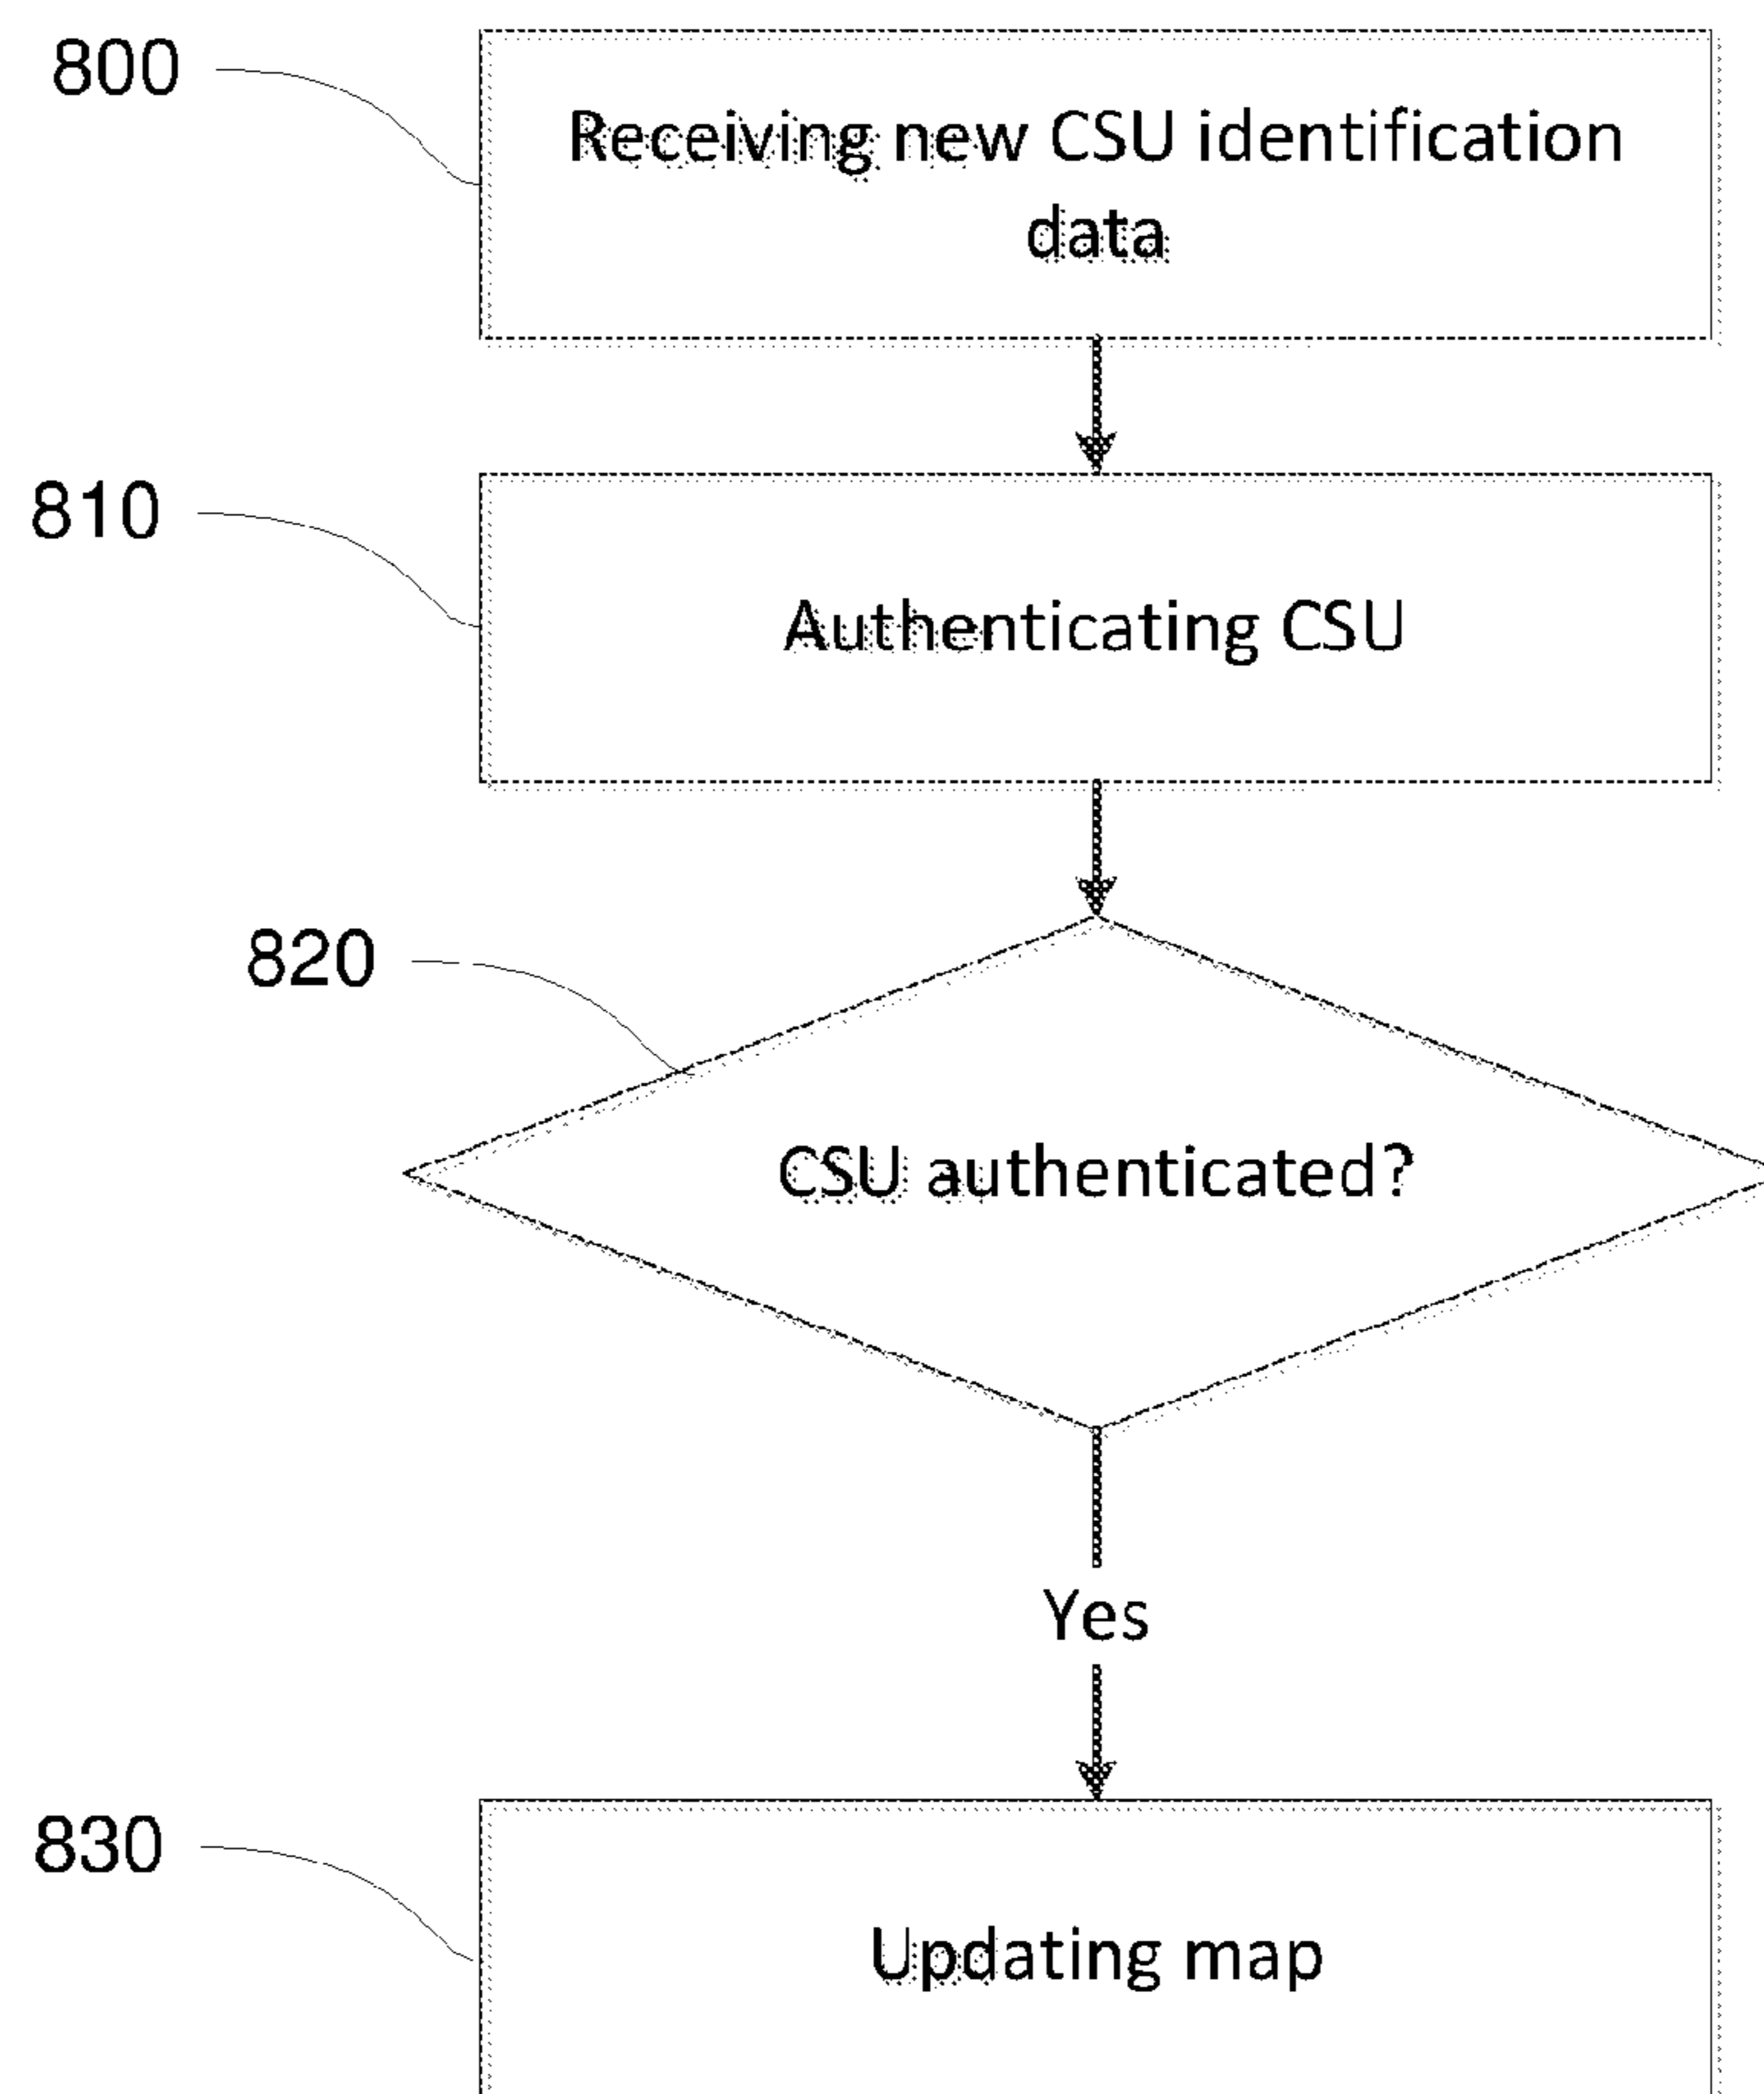 800
Receiving new CSU identification
data
810
Authenticating CSU
820
CSU authenticated?
Yes
830
Updating map